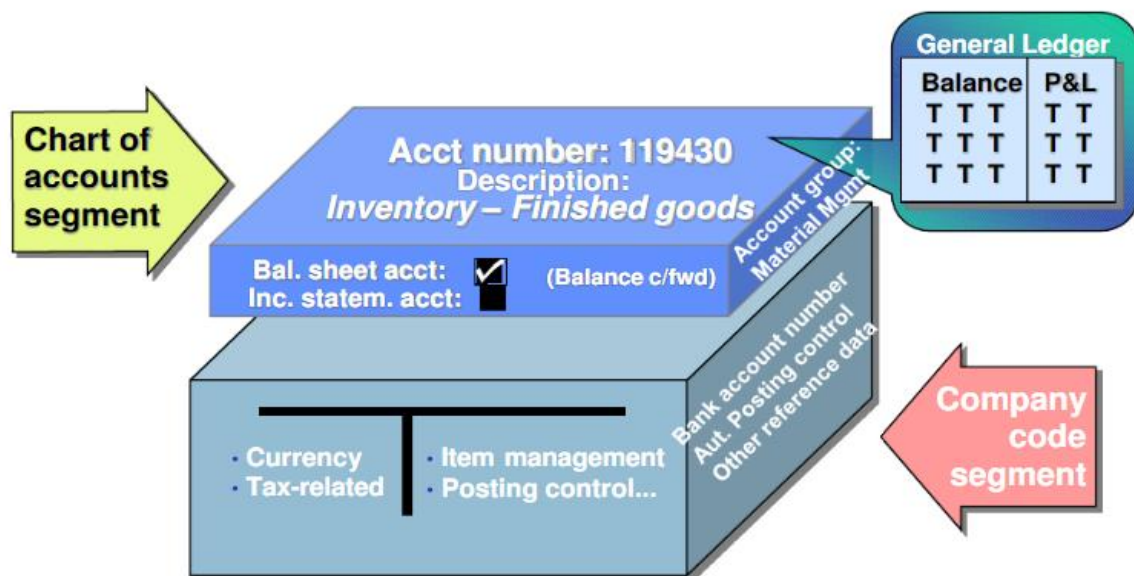 General Ledger
Balance P&L
T T T T T
T T T T T
T T T T T
Chart of
accounts
segment
Acct number: 119430
Description:
Inventory – Finished goods
Account group:
Material Mgmt
Bal. sheet acct: (Balance c/fwd)
Inc. statem. acct:
Bank account number
Aut. Posting control
Other reference data
Company
code
segment
· Currency
· Tax-related
· Item management
· Posting control...